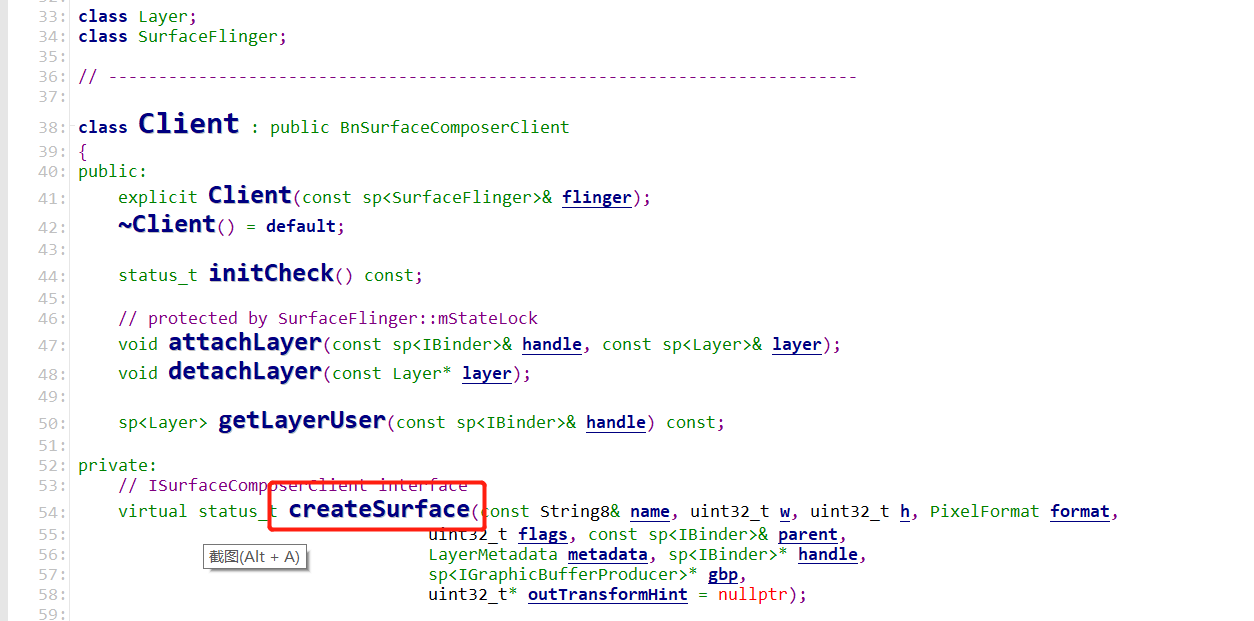 33: class Layer;
34: class SurfaceFlinger;
35:
36: // ---------------------------------------------------------------------------
37:
38: class Client : public BnSurfaceComposerClient
39: {
40: public:
41:     explicit Client(const sp<SurfaceFlinger>& flinger);
42:     ~Client() = default;
43:
44:     status_t initCheck() const;
45:
46:     // protected by SurfaceFlinger::mStateLock
47:     void attachLayer(const sp<IBinder>& handle, const sp<Layer>& layer);
48:     void detachLayer(const Layer* layer);
49:
50:     sp<Layer> getLayerUser(const sp<IBinder>& handle) const;
51:
52: private:
53:     // ISurfaceComposerClient interface
54:     virtual status_t createSurface(const String8& name, uint32_t w, uint32_t h, PixelFormat format,
55:                                    uint32_t flags, const sp<IBinder>& parent,
56:                                    LayerMetadata metadata, sp<IBinder>* handle,
截图(Alt + A)
57:                                    sp<IGraphicBufferProducer>* gbp,
58:                                    uint32_t* outTransformHint = nullptr);
59: